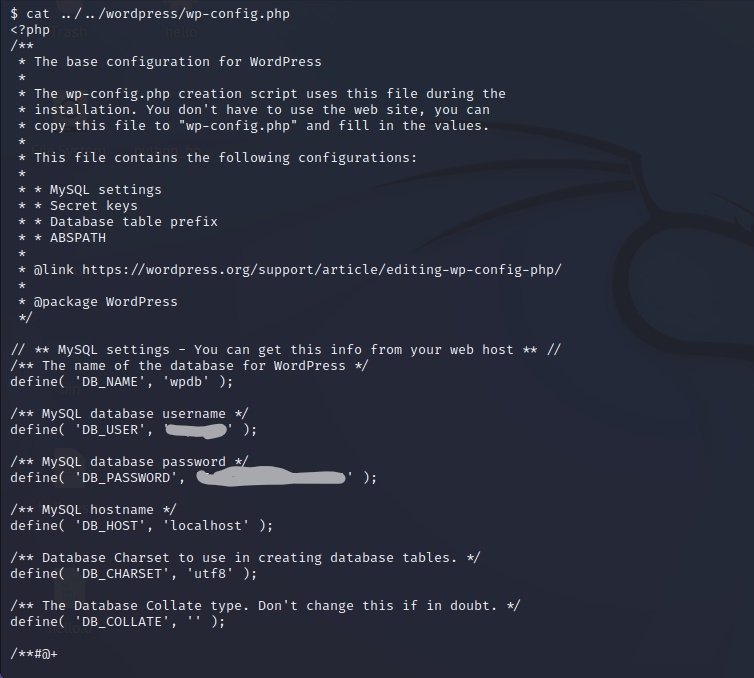 $ cat ../../wordpress/wp-config.php
<?php
/**
 * The base configuration for WordPress
 *
 * The wp-config.php creation script uses this file during the
 * installation. You don't have to use the web site, you can
 * copy this file to "wp-config.php" and fill in the values.
 *
 * This file contains the following configurations:
 *
 * * MySQL settings
 * * Secret keys
 * * Database table prefix
 * * ABSPATH
 *
 * @link https://wordpress.org/support/article/editing-wp-config-php/
 *
 * @package WordPress
 */

// ** MySQL settings - You can get this info from your web host ** //
/** The name of the database for WordPress */
define( 'DB_NAME', 'wpdb' );

/** MySQL database username */
define( 'DB_USER', ' ' );

/** MySQL database password */
define( 'DB_PASSWORD', ' );

/** MySQL hostname */
define( 'DB_HOST', 'localhost' );

/** Database Charset to use in creating database tables. */
define( 'DB_CHARSET', 'utf8' );

/** The Database Collate type. Don't change this if in doubt. */
define( 'DB_COLLATE', '' );

/**#@+